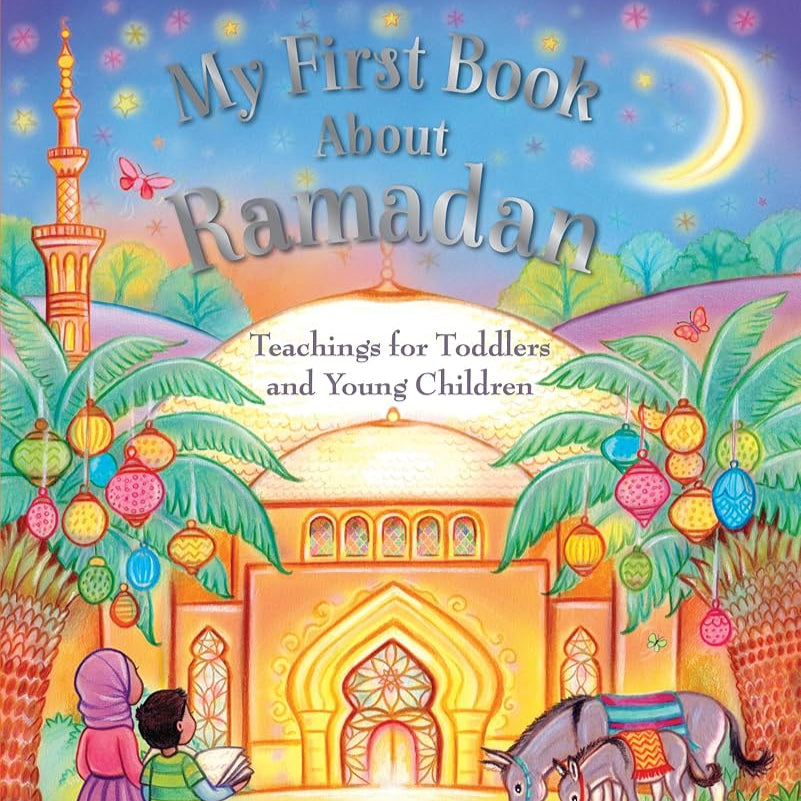 My First Book
About
Ramadan
Teachings for Toddlers
and Young Children